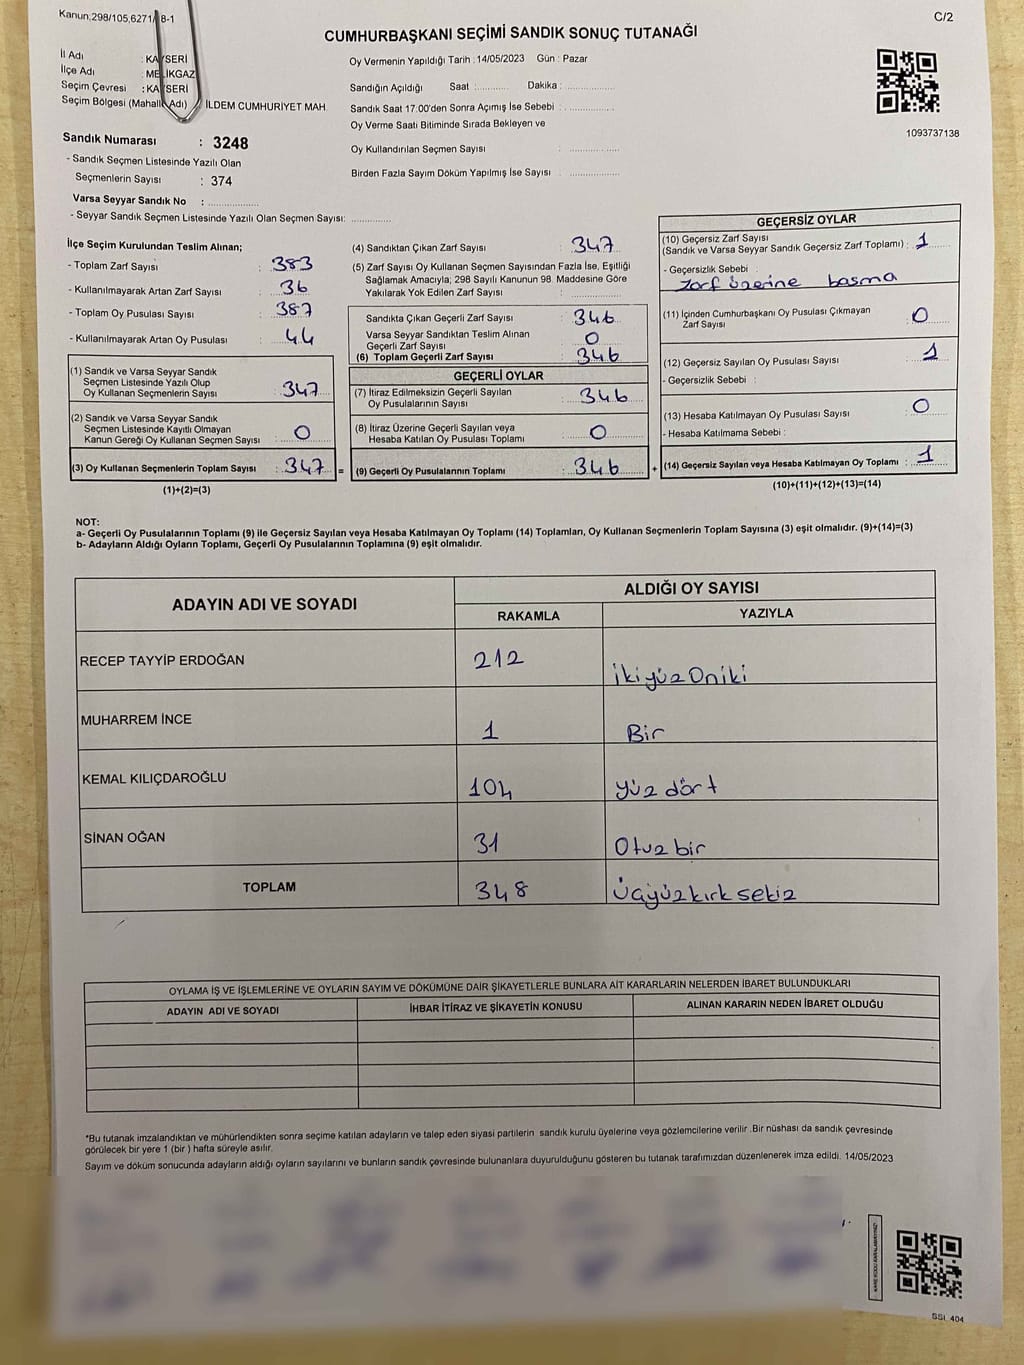 Kanun:298/105,6271/ 8-1
C/2
CUMHURBAŞKANI SEÇİMİ SANDIK SONUÇ TUTANAĞI
İl Adı : KAYSERİ
İlçe Adı : MELİKGAZ
Seçim Çevresi : KAYSERİ
Seçim Bölgesi (Mahalle Adı) İLDEM CUMHURİYET MAH.
Oy Vermenin Yapıldığı Tarih : 14/05/2023 Gün : Pazar
Sandığın Açıldığı Saat : Dakika :
Sandık Saat 17:00'den Sonra Açımış İse Sebebi :
Oy Verme Saati Bitiminde Sırada Bekleyen ve
Oy Kullandırılan Seçmen Sayısı :
Birden Fazla Sayım Döküm Yapılmış İse Sayısı :
1093737138
Sandık Numarası : 3248
- Sandık Seçmen Listesinde Yazılı Olan
Seçmenlerin Sayısı : 374
Varsa Seyyar Sandık No :
- Seyyar Sandık Seçmen Listesinde Yazılı Olan Seçmen Sayısı:
İlçe Seçim Kurulundan Teslim Alınan;
- Toplam Zarf Sayısı : 383
- Kullanılmayarak Artan Zarf Sayısı : 36
- Toplam Oy Pusulası Sayısı : 387
- Kullanılmayarak Artan Oy Pusulası : 44
(1) Sandık ve Varsa Seyyar Sandık
Seçmen Listesinde Yazılı Olup
Oy Kullanan Seçmenlerin Sayısı : 347
(2) Sandık ve Varsa Seyyar Sandık
Seçmen Listesinde Kayıtlı Olmayan
Kanun Gereği Oy Kullanan Seçmen Sayısı : 0
(3) Oy Kullanan Seçmenlerin Toplam Sayısı : 347 =
(1)+(2)=(3)
(4) Sandıktan Çıkan Zarf Sayısı : 347
(5) Zarf Sayısı Oy Kullanan Seçmen Sayısından Fazla İse, Eşitliği
Sağlamak Amacıyla; 298 Sayılı Kanunun 98. Maddesine Göre
Yakılarak Yok Edilen Zarf Sayısı :
Sandıkta Çıkan Geçerli Zarf Sayısı : 346
Varsa Seyyar Sandıktan Teslim Alınan
Geçerli Zarf Sayısı : 0
(6) Toplam Geçerli Zarf Sayısı : 346
GEÇERLİ OYLAR
(7) İtiraz Edilmeksizin Geçerli Sayılan
Oy Pusulalarının Sayısı : 346
(8) İtiraz Üzerine Geçerli Sayılan veya
Hesaba Katılan Oy Pusulası Toplamı : 0
(9) Geçerli Oy Pusulalarının Toplamı : 346 +
GEÇERSİZ OYLAR
(10) Geçersiz Zarf Sayısı
(Sandık ve Varsa Seyyar Sandık Geçersiz Zarf Toplamı) : 1
- Geçersizlik Sebebi :
Zarf üzerine basma
(11) İçinden Cumhurbaşkanı Oy Pusulası Çıkmayan
Zarf Sayısı : 0
(12) Geçersiz Sayılan Oy Pusulası Sayısı : 1
- Geçersizlik Sebebi :
(13) Hesaba Katılmayan Oy Pusulası Sayısı : 0
- Hesaba Katılmama Sebebi :
(14) Geçersiz Sayılan veya Hesaba Katılmayan Oy Toplamı : 1
(10)+(11)+(12)+(13)=(14)
NOT:
a- Geçerli Oy Pusulalarının Toplamı (9) ile Geçersiz Sayılan veya Hesaba Katılmayan Oy Toplamı (14) Toplamları, Oy Kullanan Seçmenlerin Toplam Sayısına (3) eşit olmalıdır. (9)+(14)=(3)
b- Adayların Aldığı Oyların Toplamı, Geçerli Oy Pusulalarının Toplamına (9) eşit olmalıdır.
ADAYIN ADI VE SOYADI
ALDIĞI OY SAYISI
RAKAMLA YAZIYLA
RECEP TAYYİP ERDOĞAN 212 İkiyüzOniki
MUHARREM İNCE 1 Bir
KEMAL KILIÇDAROĞLU 104 Yüz dört
SİNAN OĞAN 31 Otuz bir
TOPLAM 348 Üçyüzkırk sekiz
OYLAMA İŞ VE İŞLEMLERİNE VE OYLARIN SAYIM VE DÖKÜMÜNE DAİR ŞİKAYETLERLE BUNLARA AİT KARARLARIN NELERDEN İBARET BULUNDUKLARI
ADAYIN ADI VE SOYADI İHBAR İTİRAZ VE ŞİKAYETİN KONUSU ALINAN KARARIN NEDEN İBARET OLDUĞU
*Bu tutanak imzalandıktan ve mühürlendikten sonra seçime katılan adayların ve talep eden siyasi partilerin sandık kurulu üyelerine veya gözlemcilerine verilir. Bir nüshası da sandık çevresinde
görülecek bir yere 1 (bir ) hafta süreyle asılır.
Sayım ve döküm sonucunda adayların aldığı oyların sayılarını ve bunların sandık çevresinde bulunanlara duyurulduğunu gösteren bu tutanak tarafımızdan düzenlenerek imza edildi. 14/05/2023
SSI_404